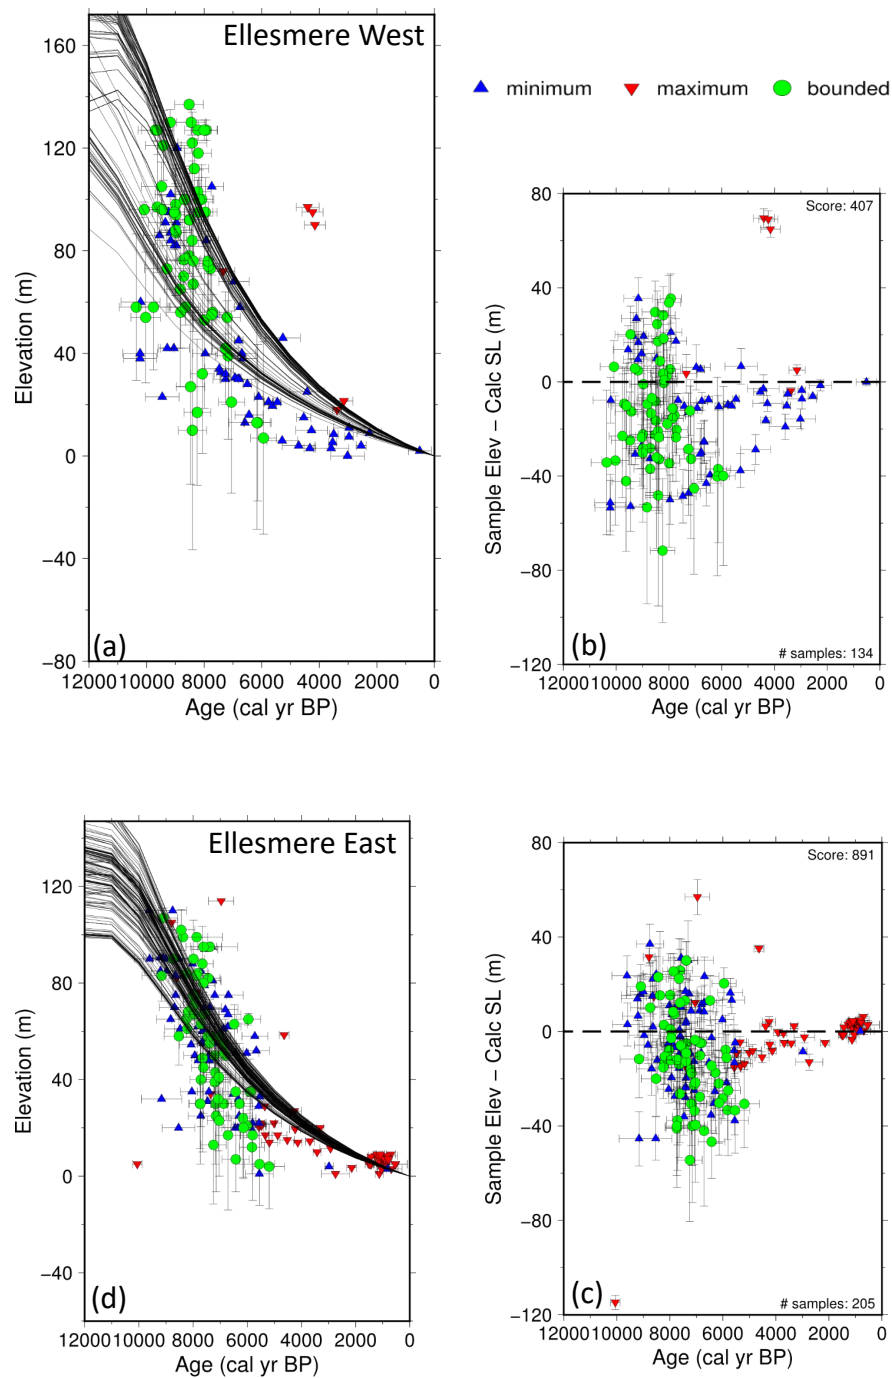 Ellesmere West
160
120
80
40
0
−40
−80
Elevation (m)
(a)
12000 10000 8000 6000 4000 2000 0
Age (cal yr BP)
minimum maximum bounded
80
40
0
−40
−80
−120
Sample Elev − Calc SL (m)
Score: 407
(b)
# samples: 134
12000 10000 8000 6000 4000 2000 0
Age (cal yr BP)
Ellesmere East
120
80
40
0
−40
Elevation (m)
(d)
12000 10000 8000 6000 4000 2000 0
Age (cal yr BP)
80
40
0
−40
−80
−120
Sample Elev − Calc SL (m)
Score: 891
(c)
# samples: 205
12000 10000 8000 6000 4000 2000 0
Age (cal yr BP)